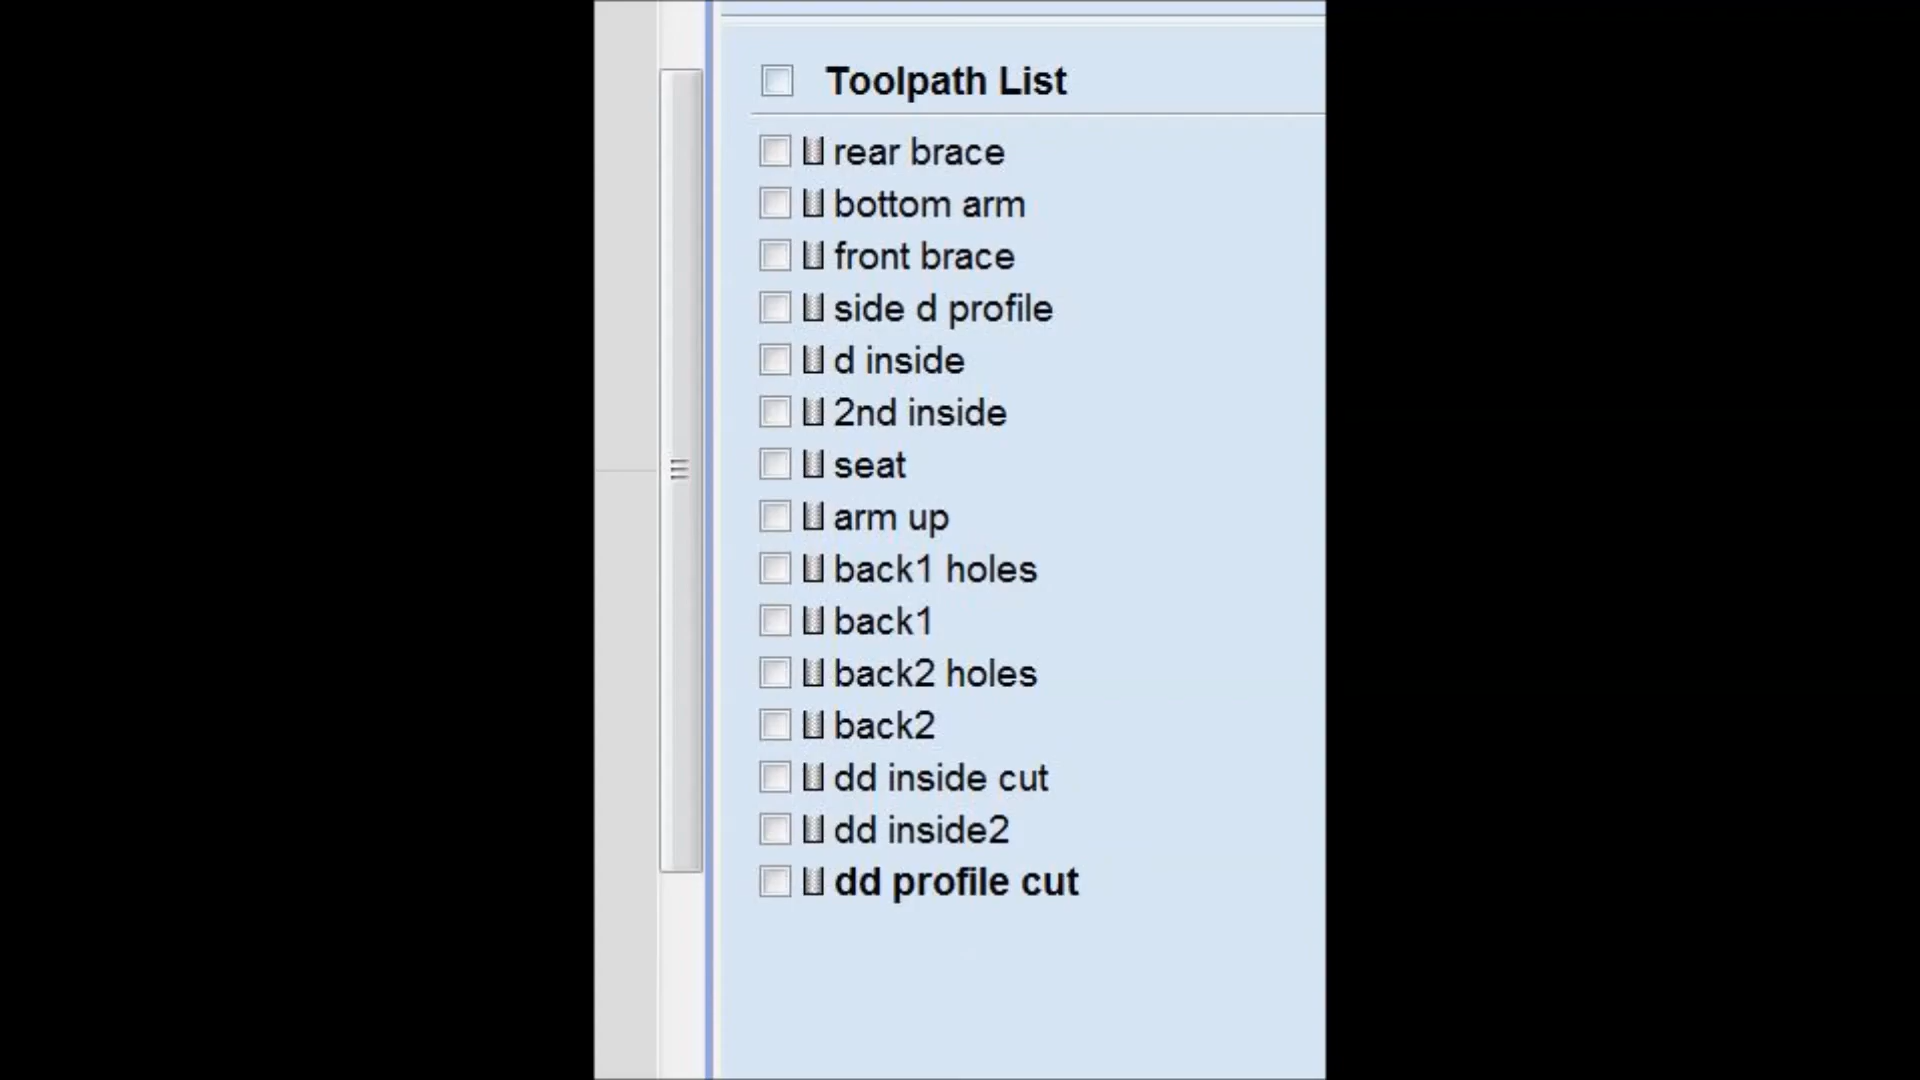 Toolpath List
rear brace
bottom arm
front brace
side d profile
d inside
2nd inside
seat
arm up
back1 holes
back1
back2 holes
back2
dd inside cut
dd inside2
dd profile cut